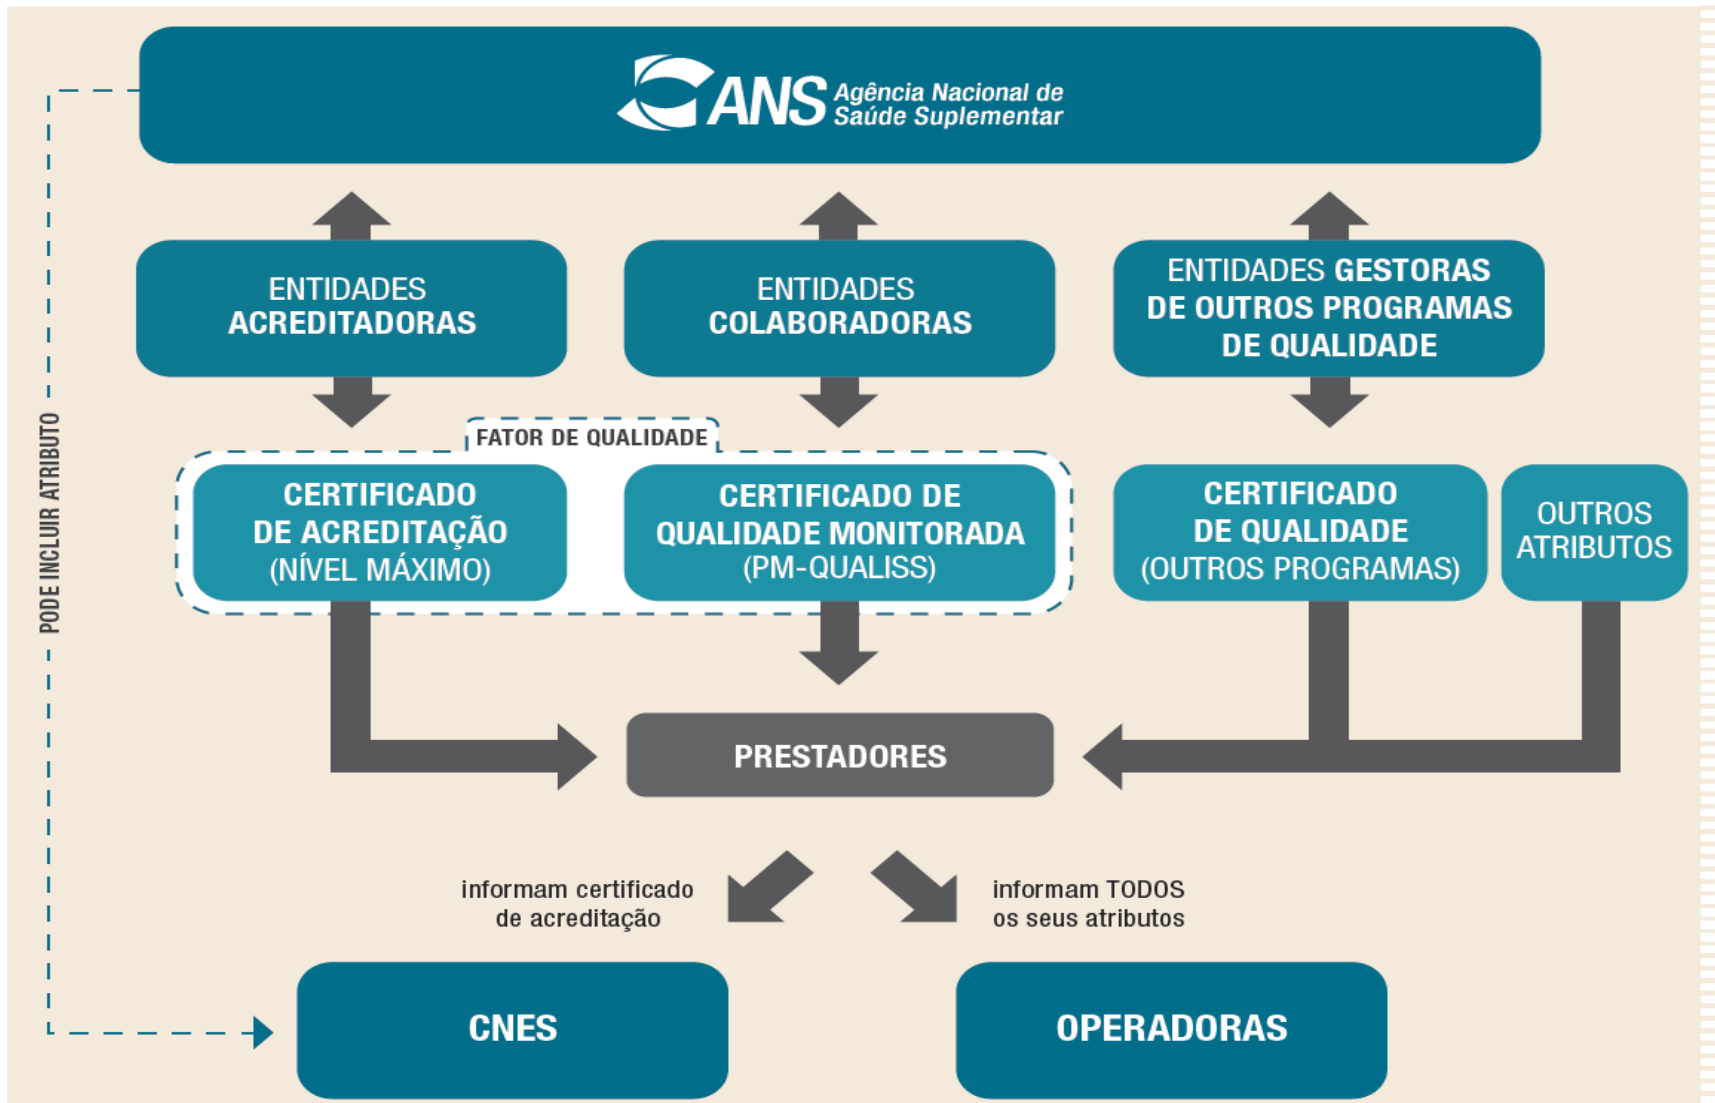 ANS Agência Nacional de
Saúde Suplementar
ENTIDADES
ACREDITADORAS
ENTIDADES
COLABORADORAS
ENTIDADES GESTORAS
DE OUTROS PROGRAMAS
DE QUALIDADE
PODE INCLUIR ATRIBUTO
FATOR DE QUALIDADE
CERTIFICADO
DE ACREDITAÇÃO
(NÍVEL MÁXIMO)
CERTIFICADO DE
QUALIDADE MONITORADA
(PM-QUALISS)
CERTIFICADO
DE QUALIDADE
(OUTROS PROGRAMAS)
OUTROS
ATRIBUTOS
PRESTADORES
informam certificado
de acreditação
informam TODOS
os seus atributos
CNES
OPERADORAS